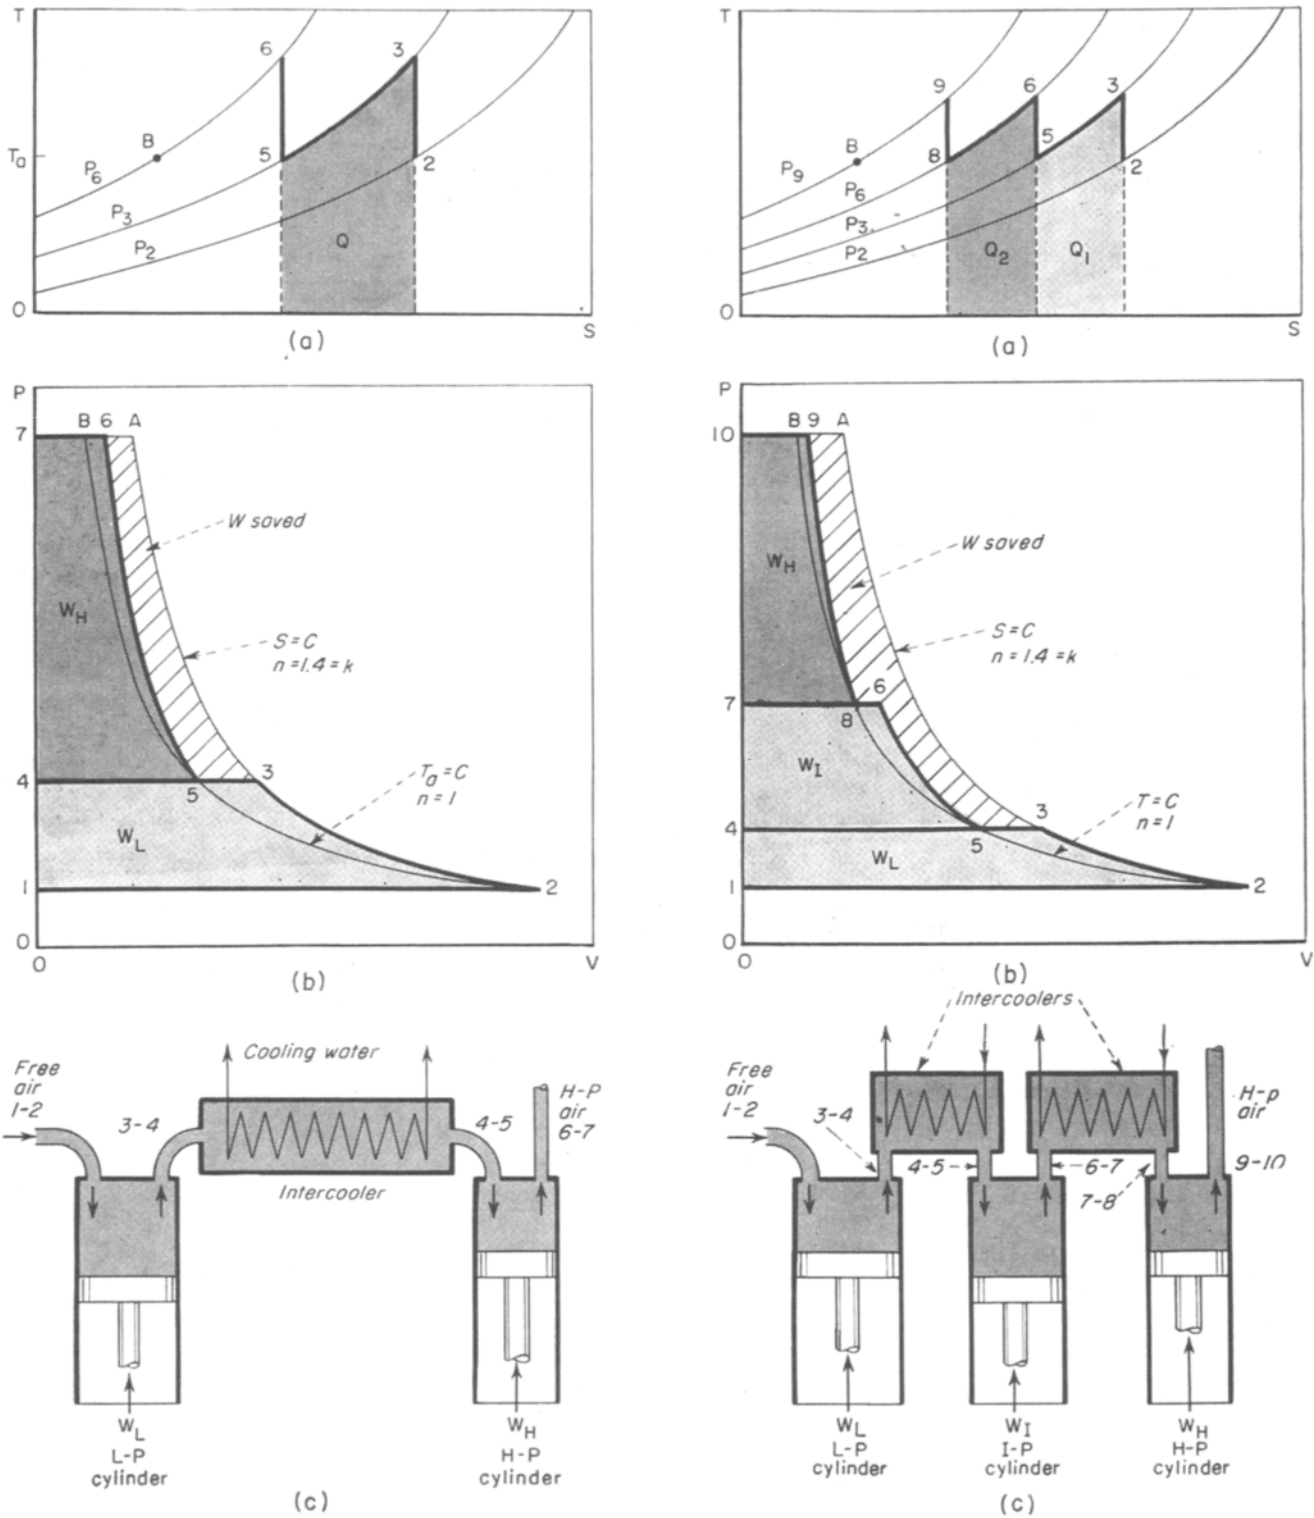 T
6
3
B
Ta
5
2
P6
P3
P2
Q
O
S
(a)
T
9
6
3
B
5
8
2
P9
P6
P3
P2
Q2
Q1
O
S
(a)
P
B 6 A
7
W saved
WH
S = C
n = 1.4 = k
4
3
5
Ta = C
n = 1
WL
1
2
O
O
V
(b)
P
B 9 A
10
W saved
WH
S = C
n = 1.4 = k
6
7
8
WI
T = C
n = 1
3
4
5
WL
1
2
O
O
V
(b)
Cooling water
Free
air
1-2
3-4
4-5
H-P
air
6-7
Intercooler
WL
L-P
cylinder
WH
H-P
cylinder
(c)
Intercoolers
Free
air
1-2
3-4
4-5
6-7
7-8
H-p
air
9-10
WL
L-P
cylinder
WI
I-P
cylinder
WH
H-P
cylinder
(c)